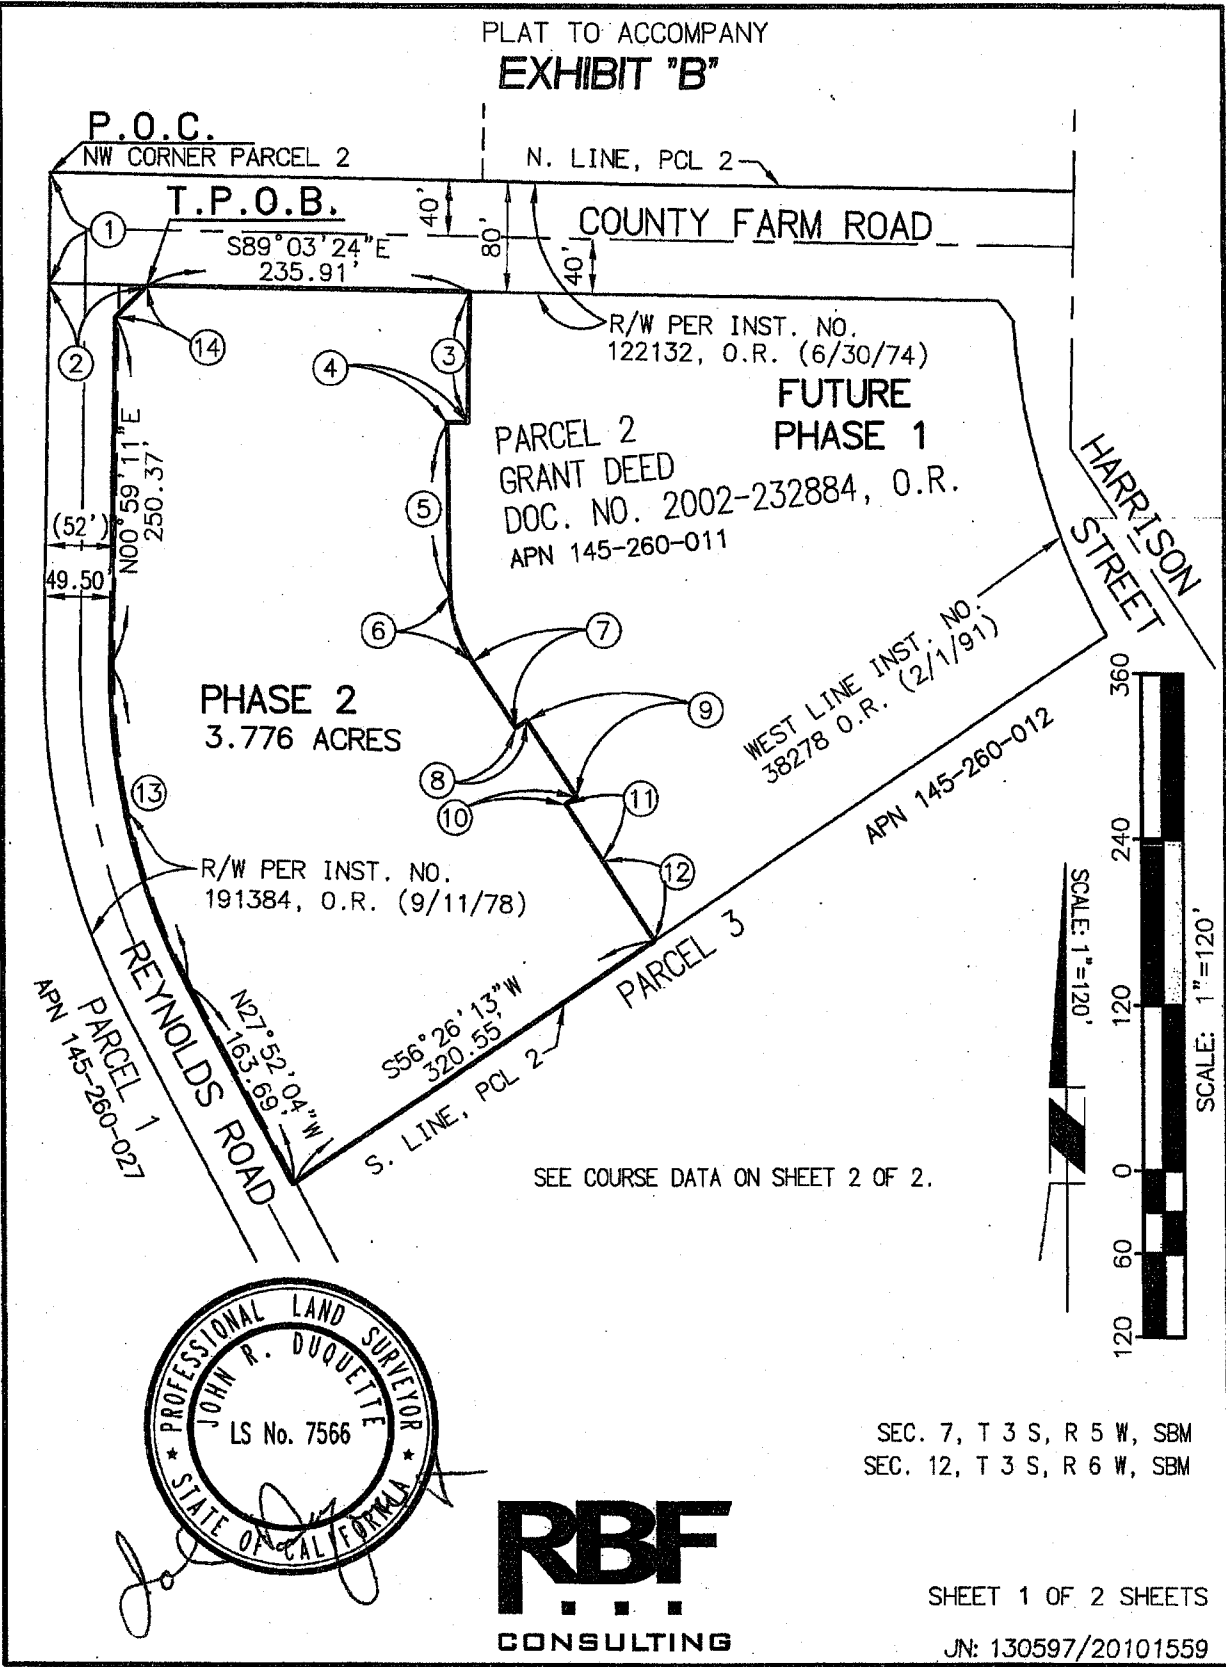 PLAT TO ACCOMPANY
EXHIBIT "B"
P.O.C.
NW CORNER PARCEL 2
N. LINE, PCL 2
T.P.O.B.
1
S89°03'24"E
235.91'
40'
80'
40'
COUNTY FARM ROAD
2
14
4
3
R/W PER INST. NO.
122132, O.R. (6/30/74)
FUTURE
PHASE 1
PARCEL 2
GRANT DEED
DOC. NO. 2002-232884, O.R.
APN 145-260-011
HARRISON
STREET
N00°59'11"E
250.37'
(52')
49.50'
5
6
7
PHASE 2
3.776 ACRES
9
8
10
11
12
13
WEST LINE INST. NO.
38278 O.R. (2/1/91)
APN 145-260-012
R/W PER INST. NO.
191384, O.R. (9/11/78)
REYNOLDS ROAD
PARCEL 1
APN 145-260-027
N27°52'04"W
163.69'
S56°26'13"W
320.55'
S. LINE, PCL 2
PARCEL 3
SEE COURSE DATA ON SHEET 2 OF 2.
SCALE: 1"=120'
360
240
120
0
60
120
SCALE: 1"=120'
PROFESSIONAL LAND SURVEYOR
JOHN R. DUQUETTE
LS No. 7566
STATE OF CALIFORNIA
SEC. 7, T 3 S, R 5 W, SBM
SEC. 12, T 3 S, R 6 W, SBM
RBF
CONSULTING
SHEET 1 OF 2 SHEETS
JN: 130597/20101559